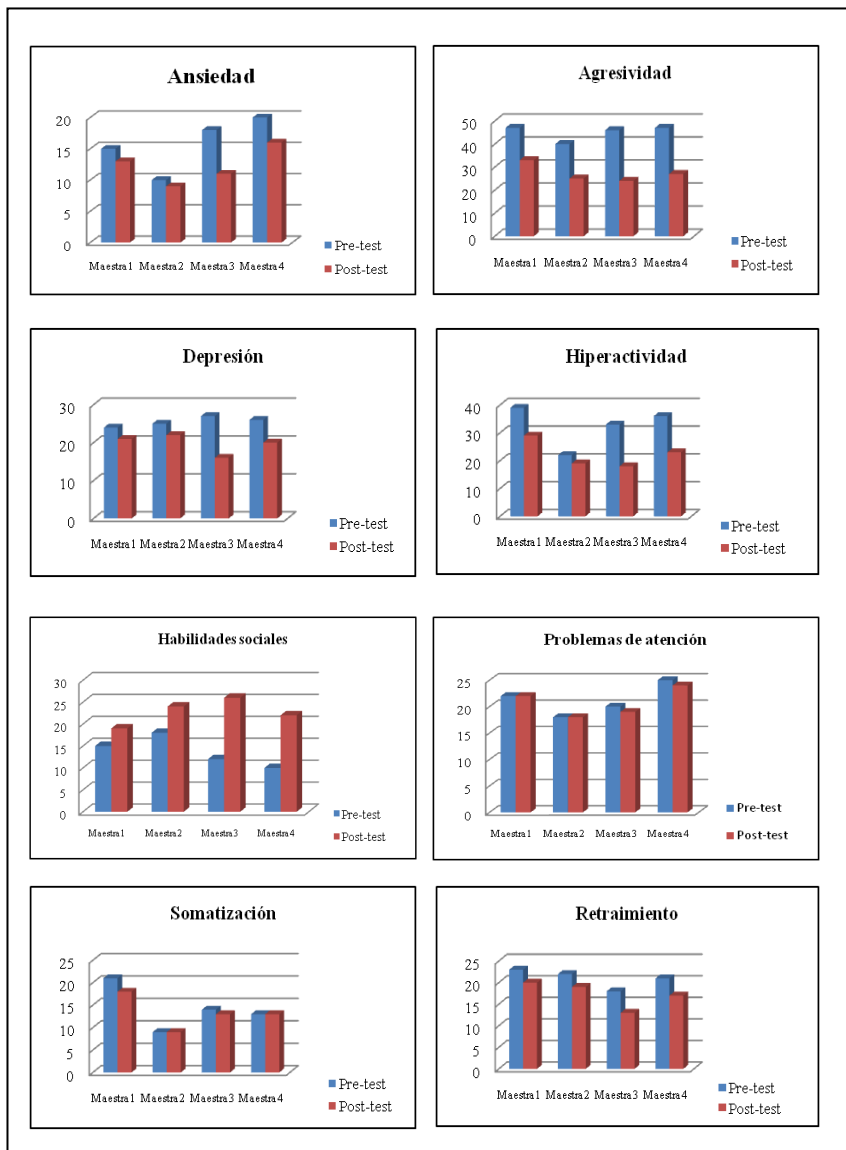 Ansiedad
20
15
10
5
0
Maestra1 Maestra2 Maestra3 Maestra4
Pre-test
Post-test
Agresividad
50
40
30
20
10
0
Maestra1 Maestra2 Maestra3 Maestra4
Pre-test
Post-test
Depresión
30
20
10
0
Maestra1 Maestra2 Maestra3 Maestra4
Pre-test
Post-test
Hiperactividad
40
30
20
10
0
Maestra1 Maestra2 Maestra3 Maestra4
Pre-test
Post-test
Habilidades sociales
30
25
20
15
10
5
0
Maestra1 Maestra2 Maestra3 Maestra4
Pre-test
Post-test
Problemas de atención
25
20
15
10
5
0
Maestra1 Maestra2 Maestra3 Maestra4
Pre-test
Post-test
Somatización
25
20
15
10
5
0
Maestra1 Maestra2 Maestra3 Maestra4
Pre-test
Post-test
Retraimiento
25
20
15
10
5
0
Maestra1 Maestra2 Maestra3 Maestra4
Pre-test
Post-test